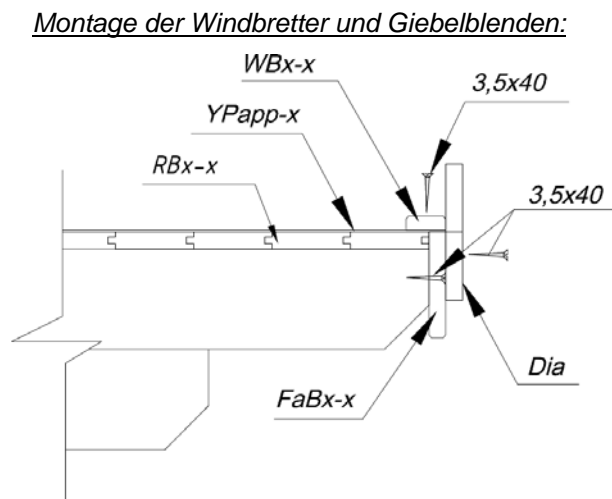 Montage der Windbretter und Giebelblenden:
WBx-x
3,5x40
YPapp-x
RBx-x
3,5x40
Dia
FaBx-x